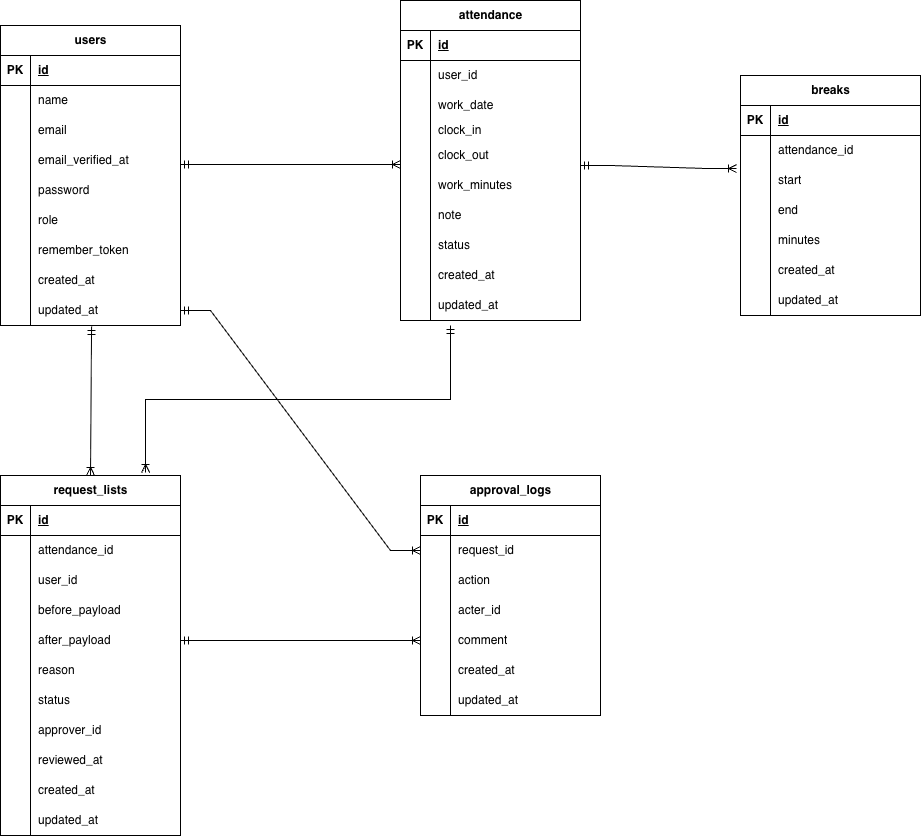 users
PK id
name
email
email_verified_at
password
role
remember_token
created_at
updated_at
attendance
PK id
user_id
work_date
clock_in
clock_out
work_minutes
note
status
created_at
updated_at
breaks
PK id
attendance_id
start
end
minutes
created_at
updated_at
request_lists
PK id
attendance_id
user_id
before_payload
after_payload
reason
status
approver_id
reviewed_at
created_at
updated_at
approval_logs
PK id
request_id
action
acter_id
comment
created_at
updated_at